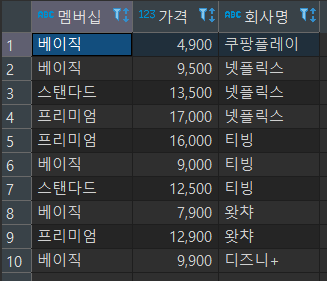 ABC 멤버십 123 가격 ABC 회사명
1 베이직 4,900 쿠팡플레이
2 베이직 9,500 넷플릭스
3 스탠다드 13,500 넷플릭스
4 프리미엄 17,000 넷플릭스
5 프리미엄 16,000 티빙
6 베이직 9,000 티빙
7 스탠다드 12,500 티빙
8 베이직 7,900 왓챠
9 프리미엄 12,900 왓챠
10 베이직 9,900 디즈니+